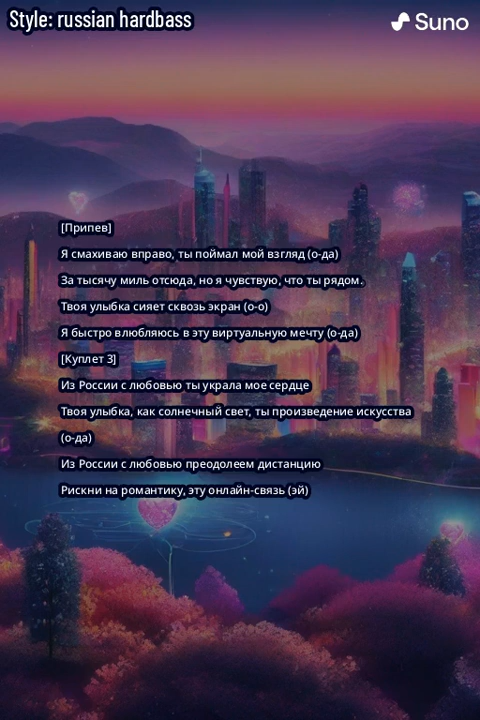 Style: russian hardbass
Suno
[Припев]
Я смахиваю вправо, ты поймал мой взгляд (о-да)
За тысячу миль отсюда, но я чувствую, что ты рядом.
Твоя улыбка сияет сквозь экран (о-о)
Я быстро влюбляюсь в эту виртуальную мечту (о-да)
[Куплет 3]
Из России с любовью ты украла мое сердце
Твоя улыбка, как солнечный свет, ты произведение искусства
(о-да)
Из России с любовью преодолеем дистанцию
Рискни на романтику, эту онлайн-связь (эй)